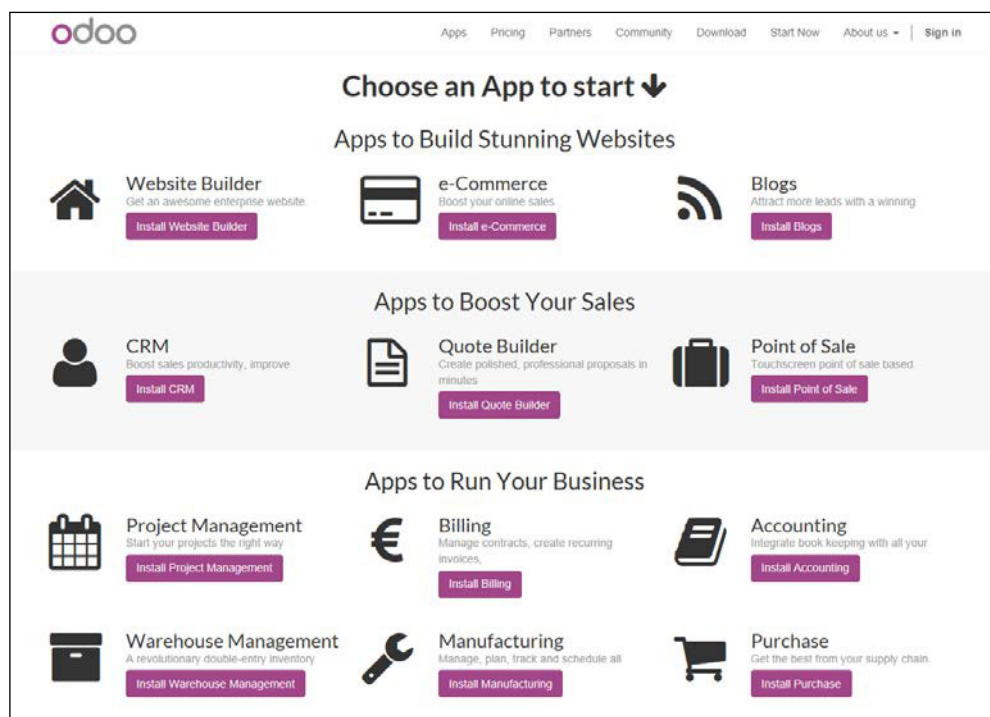 odoo
Apps Pricing Partners Community Download Start Now About us Sign in
Choose an App to start
Apps to Build Stunning Websites
Website Builder
Get an awesome enterprise website.
Install Website Builder
e-Commerce
Boost your online sales
Install e-Commerce
Blogs
Attract more leads with a winning
Install Blogs
Apps to Boost Your Sales
CRM
Boost sales productivity, improve
Install CRM
Quote Builder
Create polished, professional proposals in
minutes
Install Quote Builder
Point of Sale
Touchscreen point of sale based
Install Point of Sale
Apps to Run Your Business
Project Management
Start your projects the right way
Install Project Management
Billing
Manage contracts, create recurring
invoices,
Install Billing
Accounting
Integrate book keeping with all your
Install Accounting
Warehouse Management
A revolutionary double-entry inventory
Install Warehouse Management
Manufacturing
Manage, plan, track and schedule all
Install Manufacturing
Purchase
Get the best from your supply chain.
Install Purchase